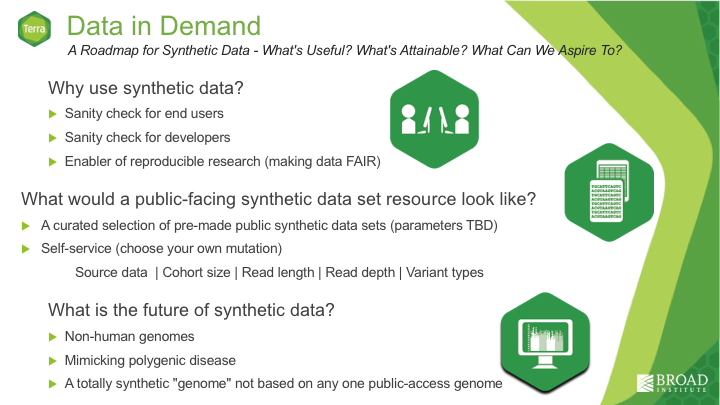 Terra
Data in Demand
A Roadmap for Synthetic Data - What's Useful? What's Attainable? What Can We Aspire To?
Why use synthetic data?
Sanity check for end users
Sanity check for developers
Enabler of reproducible research (making data FAIR)
What would a public-facing synthetic data set resource look like?
A curated selection of pre-made public synthetic data sets (parameters TBD)
Self-service (choose your own mutation)
Source data | Cohort size | Read length | Read depth | Variant types
What is the future of synthetic data?
Non-human genomes
Mimicking polygenic disease
A totally synthetic "genome" not based on any one public-access genome
BROAD
INSTITUTE